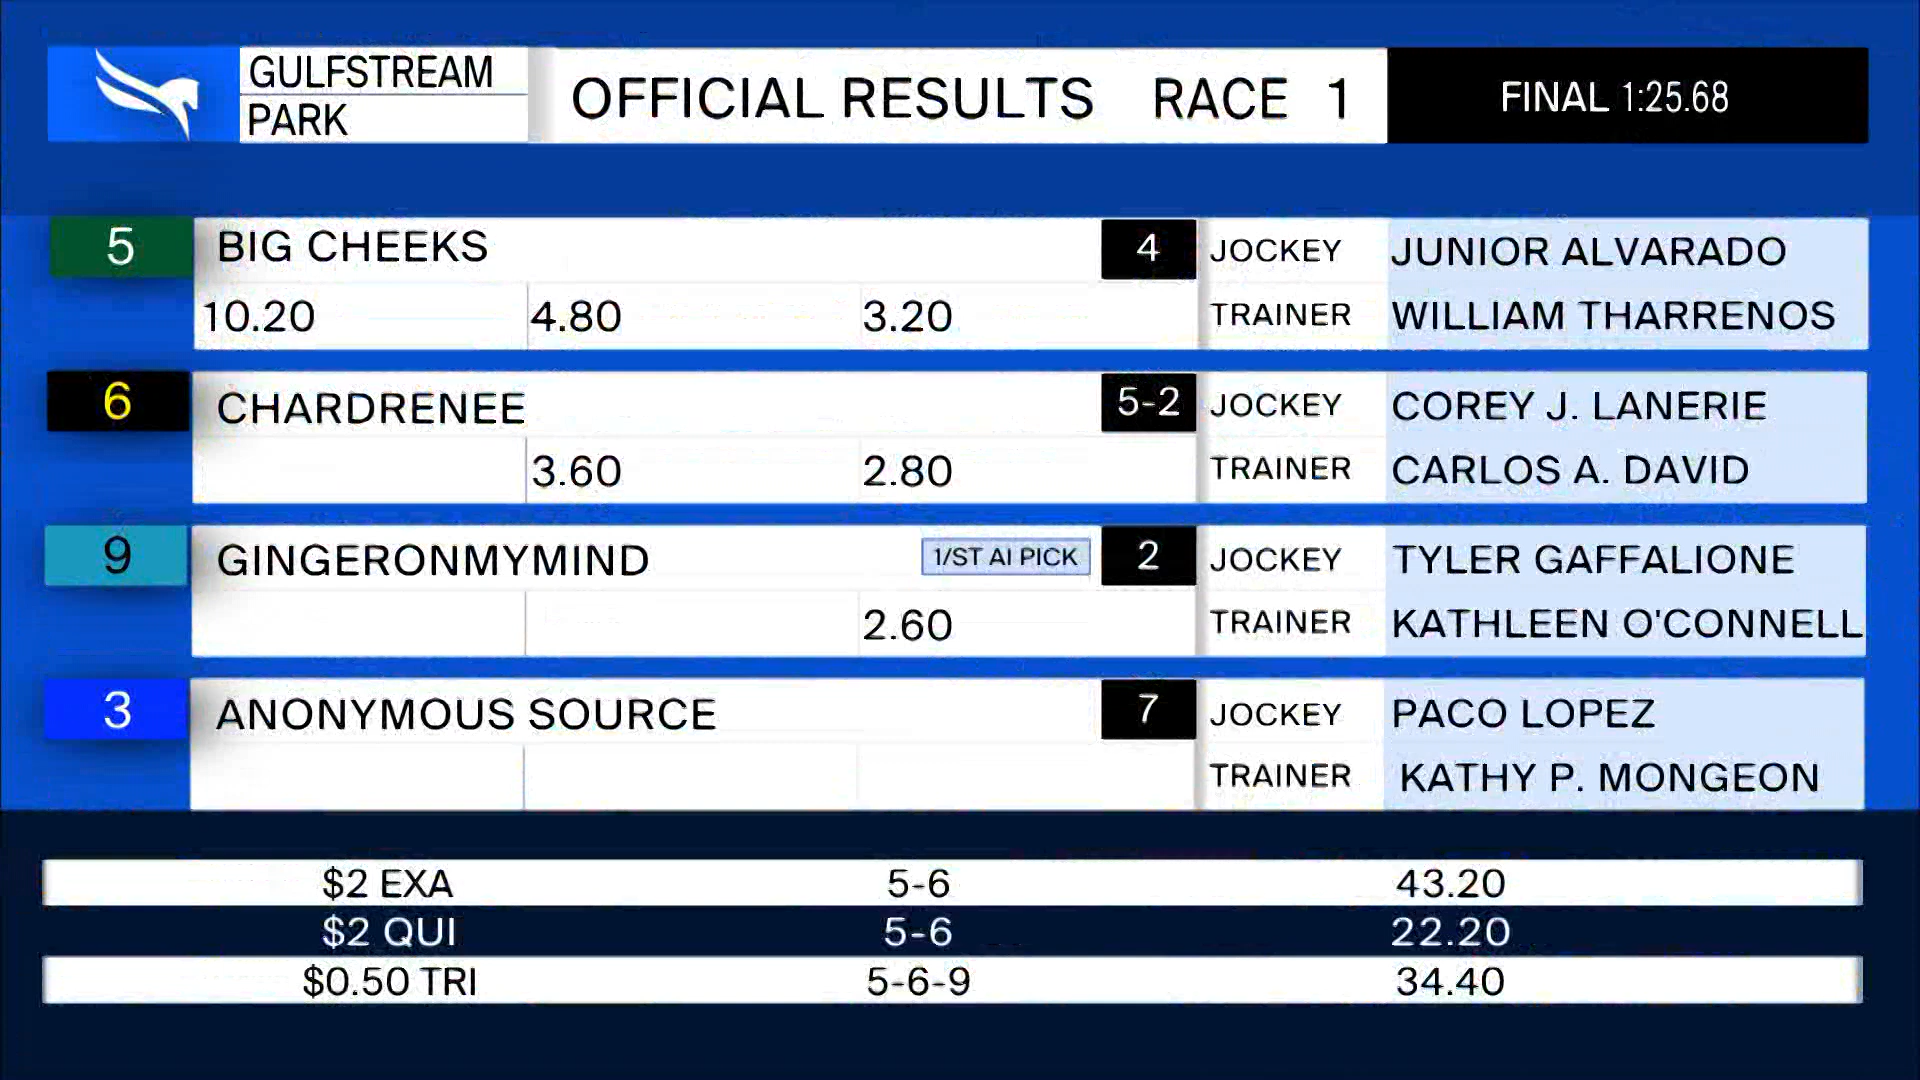 GULFSTREAM
PARK
OFFICIAL RESULTS RACE 1
FINAL 1:25.68
5 BIG CHEEKS 4 JOCKEY JUNIOR ALVARADO
10.20 4.80 3.20 TRAINER WILLIAM THARRENOS
6 CHARDRENEE 5-2 JOCKEY COREY J. LANERIE
3.60 2.80 TRAINER CARLOS A. DAVID
9 GINGERONMYMIND 1/ST AI PICK 2 JOCKEY TYLER GAFFALIONE
2.60 TRAINER KATHLEEN O'CONNELL
3 ANONYMOUS SOURCE 7 JOCKEY PACO LOPEZ
TRAINER KATHY P. MONGEON
$2 EXA 5-6 43.20
$2 QUI 5-6 22.20
$0.50 TRI 5-6-9 34.40